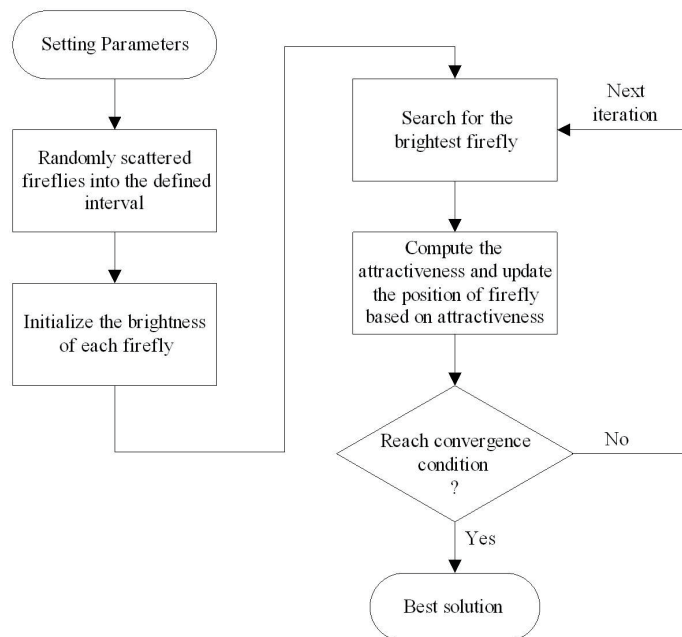 Setting Parameters
Randomly scattered
fireflies into the defined
interval
Initialize the brightness
of each firefly
Search for the
brightest firefly
Next
iteration
Compute the
attractiveness and update
the position of firefly
based on attractiveness
Reach convergence
condition
?
No
Yes
Best solution